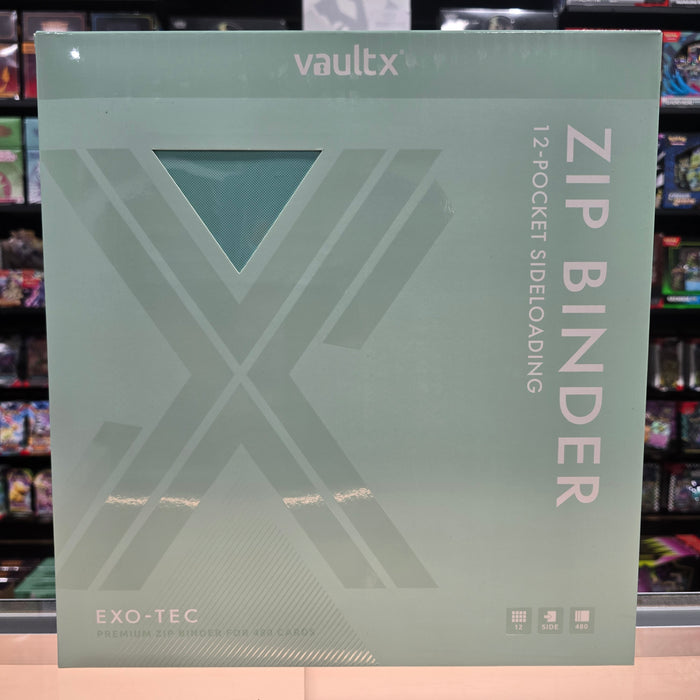 vaultx
ZIP BINDER
12-POCKET SIDELOADING
EXO-TEC
PREMIUM ZIP BINDER FOR 480 CARDS
12
SIDE
480